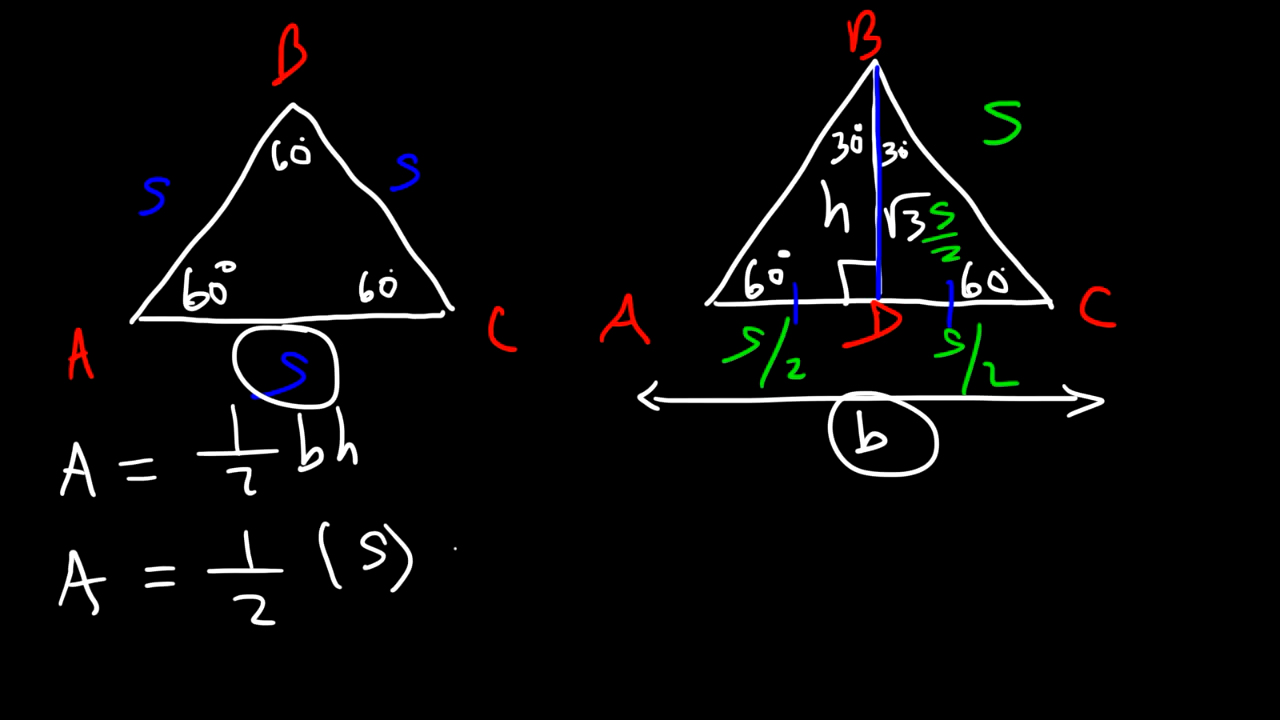 B
60°
S S
60° 60°
A S C
A = 1/2 bh
A = 1/2 (s)
B
S
30° 30°
h √3 S/2
60° 60°
A D C
S/2 S/2
b